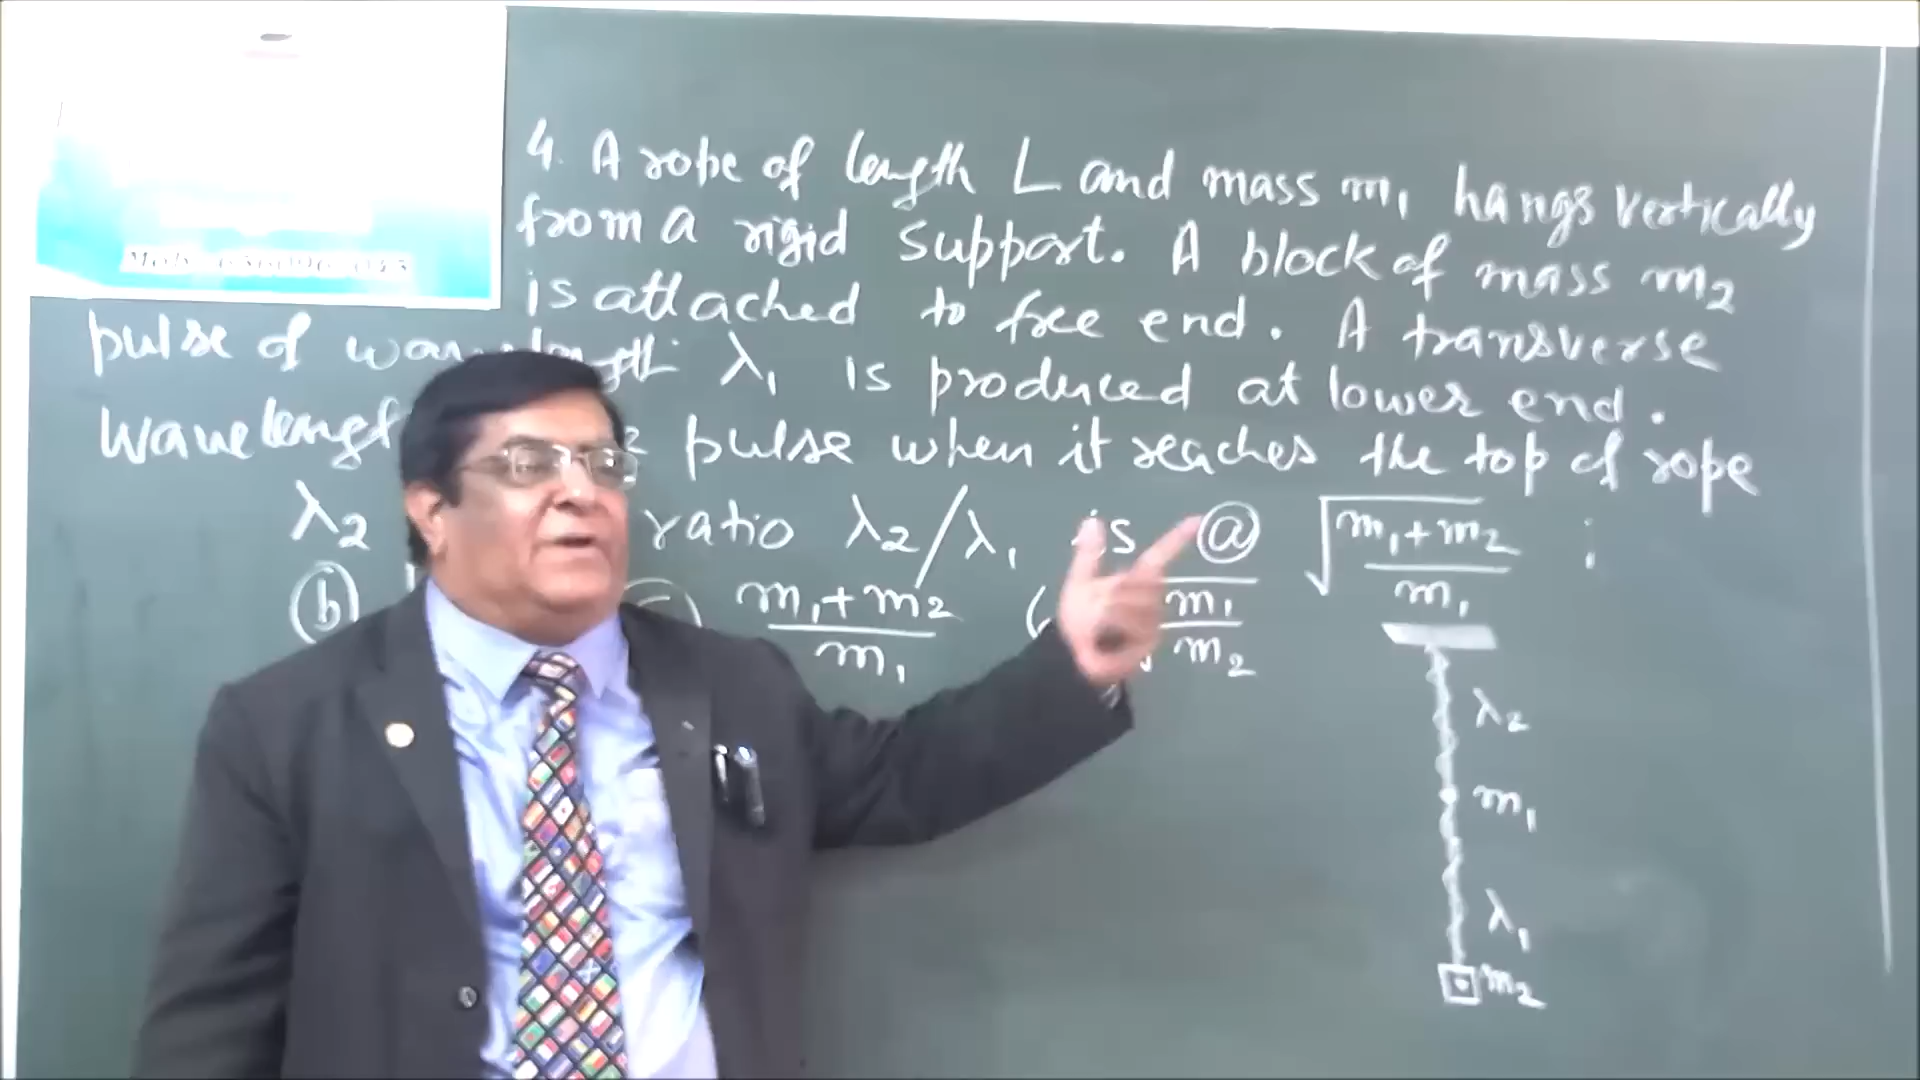 4. A rope of length L and mass m₁ hangs vertically
from a rigid support. A block of mass m₂
is attached to free end. A transverse
pulse of wavelength λ₁ is produced at lower end.
pulse when it reaches the top of rope
λ₂ ratio λ₂/λ₁ is ⓐ √((m₁+m₂)/m₁) ;
ⓑ (m₁+m₂)/m₁ √(m₁/m₂)
λ₂
m₁
λ₁
m₂